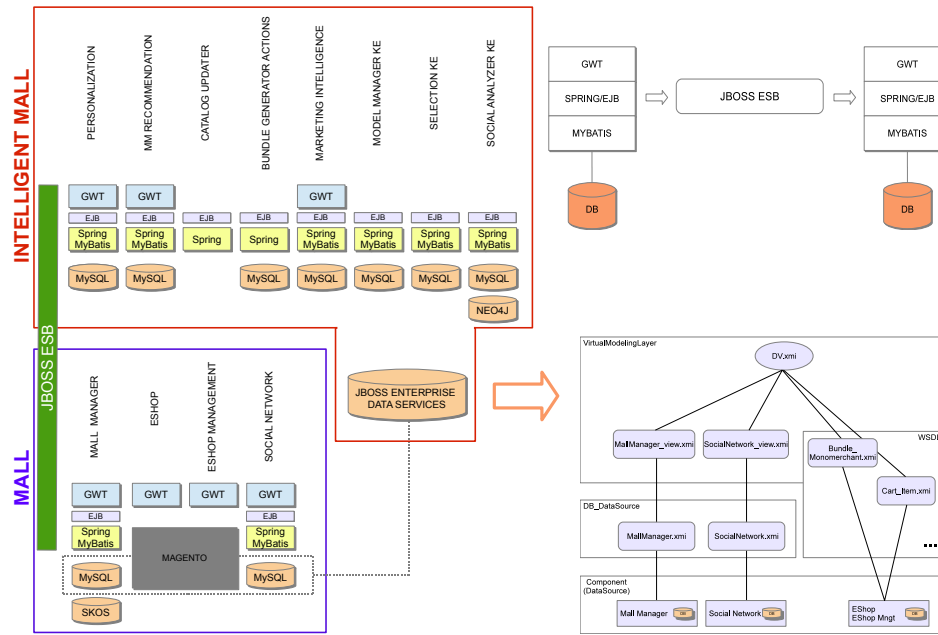 INTELLIGENT MALL
PERSONALIZATION
MM RECOMMENDATION
CATALOG UPDATER
BUNDLE GENERATOR ACTIONS
MARKETING INTELLIGENCE
MODEL MANAGER KE
SELECTION KE
SOCIAL ANALYZER KE
GWT
GWT
GWT
EJB
EJB
EJB
EJB
EJB
EJB
EJB
EJB
Spring
MyBatis
Spring
MyBatis
Spring
Spring
Spring
MyBatis
Spring
MyBatis
Spring
MyBatis
Spring
MyBatis
MySQL
MySQL
MySQL
MySQL
MySQL
MySQL
MySQL
NEO4J
JBOSS ESB
MALL
MALL MANAGER
ESHOP
ESHOP MANAGEMENT
SOCIAL NETWORK
GWT
GWT
GWT
GWT
EJB
EJB
Spring
MyBatis
MAGENTO
Spring
MyBatis
MySQL
MySQL
SKOS
JBOSS ENTERPRISE
DATA SERVICES
GWT
SPRING/EJB
MYBATIS
DB
JBOSS ESB
GWT
SPRING/EJB
MYBATIS
DB
VirtualModelingLayer
DV.xmi
MallManager_view.xmi
SocialNetwork_view.xmi
WSDL
Bundle_
Monomerchant.xmi
Cart_Item.xmi
...
DB_DataSource
MallManager.xmi
SocialNetwork.xmi
Component
(DataSource)
Mall Manager
DB
Social Network
DB
EShop
EShop Mngt
DB